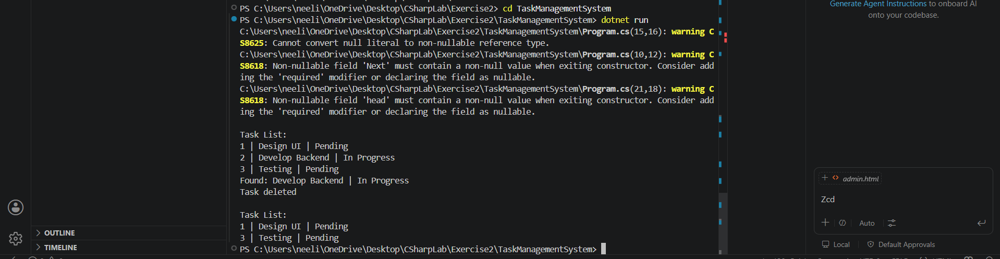 PS C:\Users\neeli\OneDrive\Desktop\CSharpLab\Exercise2> cd TaskManagementSystem
PS C:\Users\neeli\OneDrive\Desktop\CSharpLab\Exercise2\TaskManagementSystem> dotnet run
C:\Users\neeli\OneDrive\Desktop\CSharpLab\Exercise2\TaskManagementSystem\Program.cs(15,16): warning C
S8625: Cannot convert null literal to non-nullable reference type.
C:\Users\neeli\OneDrive\Desktop\CSharpLab\Exercise2\TaskManagementSystem\Program.cs(10,12): warning C
S8618: Non-nullable field 'Next' must contain a non-null value when exiting constructor. Consider add
ing the 'required' modifier or declaring the field as nullable.
C:\Users\neeli\OneDrive\Desktop\CSharpLab\Exercise2\TaskManagementSystem\Program.cs(21,18): warning C
S8618: Non-nullable field 'head' must contain a non-null value when exiting constructor. Consider add
ing the 'required' modifier or declaring the field as nullable.
Task List:
1 | Design UI | Pending
2 | Develop Backend | In Progress
3 | Testing | Pending
Found: Develop Backend | In Progress
Task deleted
Task List:
1 | Design UI | Pending
3 | Testing | Pending
PS C:\Users\neeli\OneDrive\Desktop\CSharpLab\Exercise2\TaskManagementSystem>
OUTLINE
TIMELINE
Generate Agent Instructions to onboard AI
onto your codebase.
admin.html
Zcd
Auto
Local
Default Approvals